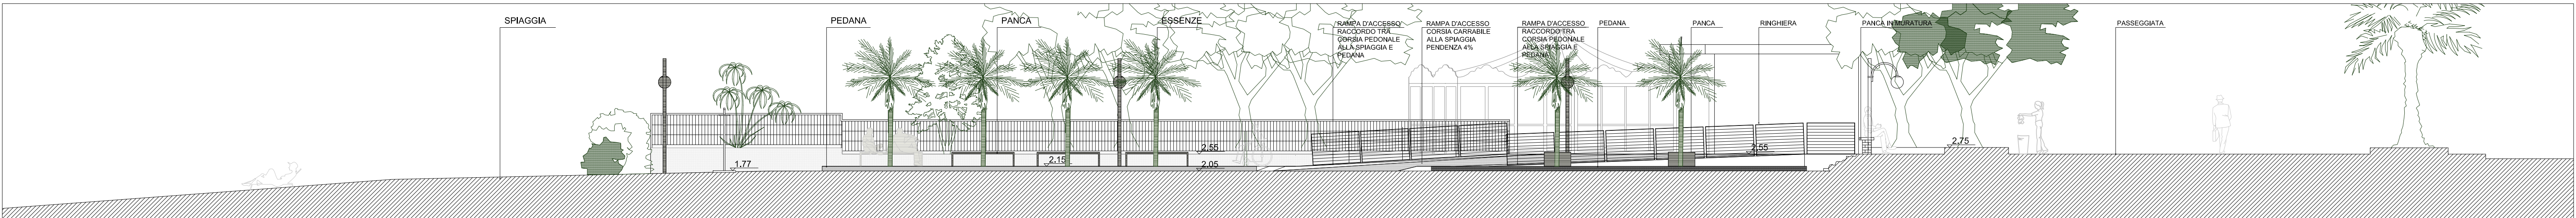 SPIAGGIA
PEDANA
PANCA
ESSENZE
RAMPA D'ACCESSO
RACCORDO TRA
CORSIA PEDONALE
ALLA SPIAGGIA E
PEDANA
RAMPA D'ACCESSO
CORSIA CARRABILE
ALLA SPIAGGIA
PENDENZA 4%
RAMPA D'ACCESSO
RACCORDO TRA
CORSIA PEDONALE
ALLA SPIAGGIA E
PEDANA
PEDANA
PANCA
RINGHIERA
PANCA IN MURATURA
PASSEGGIATA
1.77
2.15
2.55
2.05
2.55
2.75